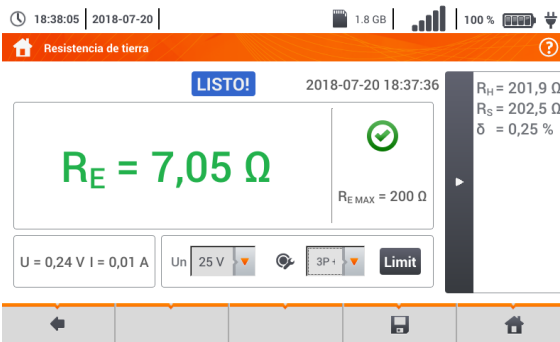 18:38:05 2018-07-20 1.8 GB 100 %
Resistencia de tierra ?
LISTO! 2018-07-20 18:37:36
RE = 7,05 Ω
RE MAX = 200 Ω
RH = 201,9 Ω
RS = 202,5 Ω
δ = 0,25 %
U = 0,24 V I = 0,01 A
Un 25 V 3P Limit